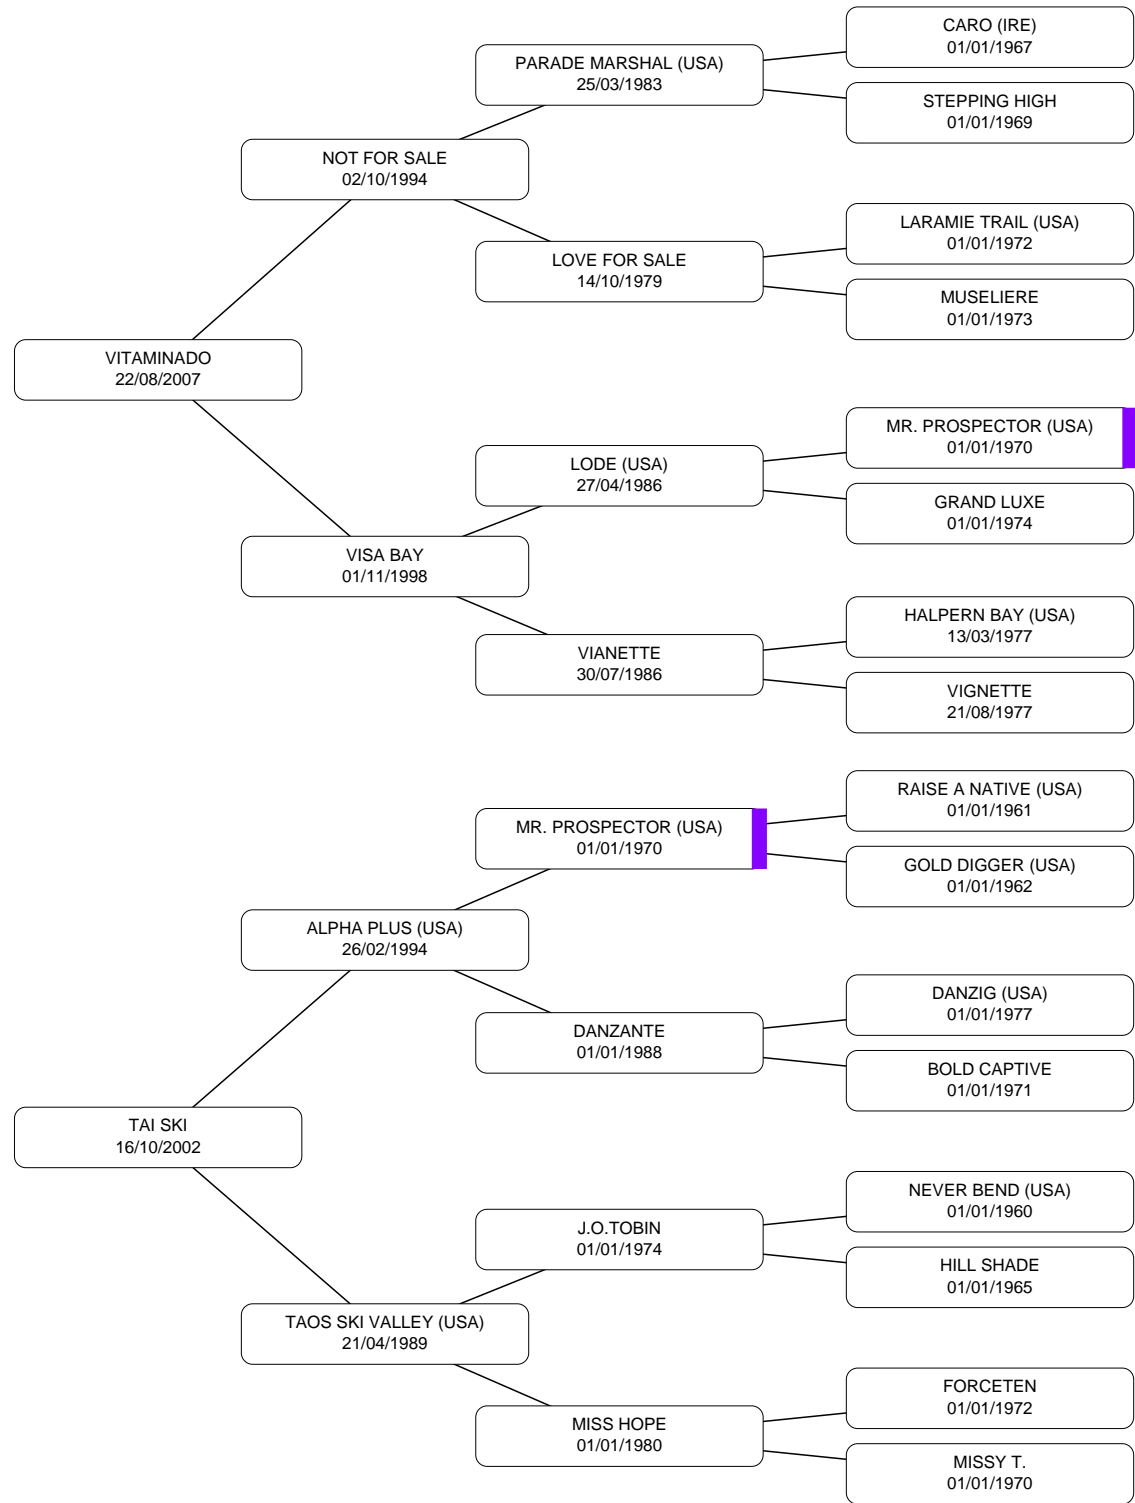 CARO (IRE)
01/01/1967
PARADE MARSHAL (USA)
25/03/1983
STEPPING HIGH
01/01/1969
NOT FOR SALE
02/10/1994
LARAMIE TRAIL (USA)
01/01/1972
LOVE FOR SALE
14/10/1979
MUSELIERE
01/01/1973
VITAMINADO
22/08/2007
MR. PROSPECTOR (USA)
01/01/1970
LODE (USA)
27/04/1986
GRAND LUXE
01/01/1974
VISA BAY
01/11/1998
HALPERN BAY (USA)
13/03/1977
VIANETTE
30/07/1986
VIGNETTE
21/08/1977
RAISE A NATIVE (USA)
01/01/1961
MR. PROSPECTOR (USA)
01/01/1970
GOLD DIGGER (USA)
01/01/1962
ALPHA PLUS (USA)
26/02/1994
DANZIG (USA)
01/01/1977
DANZANTE
01/01/1988
BOLD CAPTIVE
01/01/1971
TAI SKI
16/10/2002
NEVER BEND (USA)
01/01/1960
J.O.TOBIN
01/01/1974
HILL SHADE
01/01/1965
TAOS SKI VALLEY (USA)
21/04/1989
FORCETEN
01/01/1972
MISS HOPE
01/01/1980
MISSY T.
01/01/1970